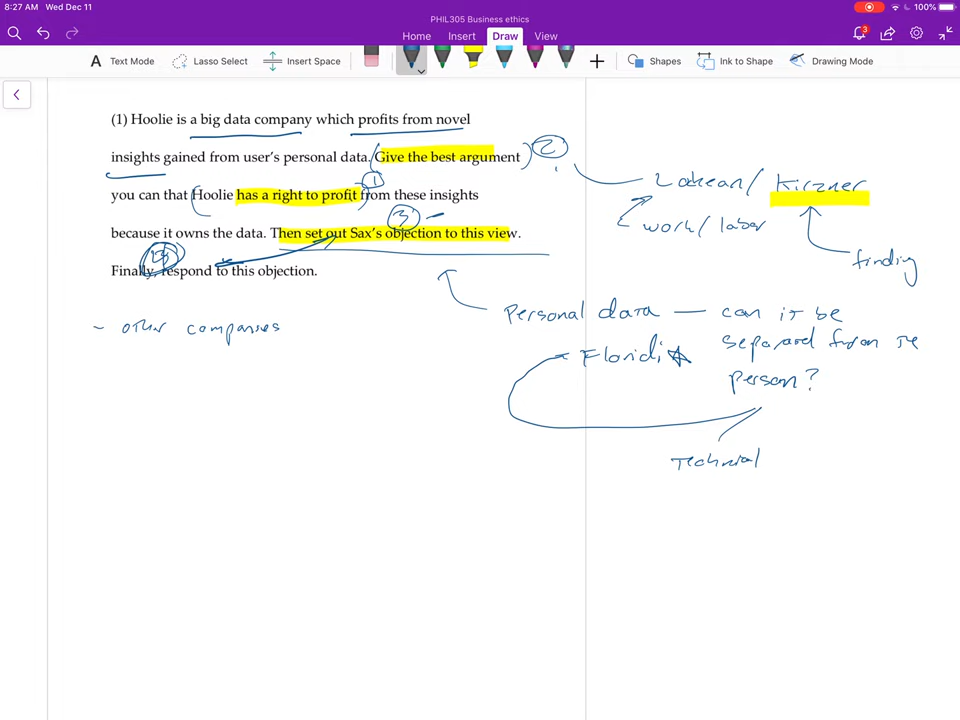 8:27 AM Wed Dec 11
100%
PHIL305 Business ethics
Home Insert Draw View
3
A Text Mode Lasso Select Insert Space Shapes Ink to Shape Drawing Mode
(1) Hoolie is a big data company which profits from novel
insights gained from user's personal data. (Give the best argument) 2
you can that (Hoolie has a right to profit) 1 from these insights
because it owns the data. Then set out Sax's objection to this view. 3
Finally, respond to this objection.
Lockean / Kirzner
work / labor
finding
Personal data — can it be
separated from the
person?
Floridi
Technical
~ other companies